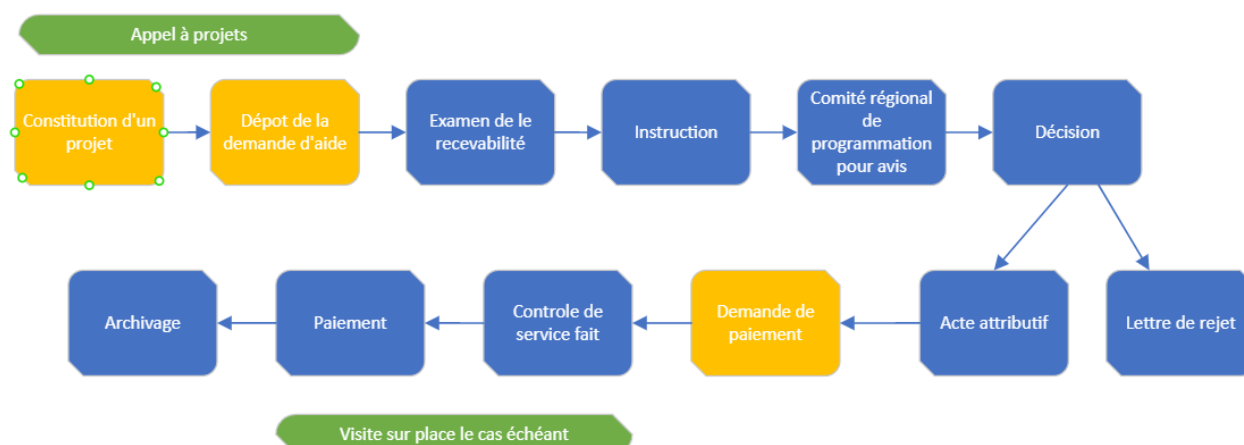 Appel à projets
Constitution d'un
projet
Dépot de la
demande d'aide
Examen de le
recevabilité
Instruction
Comité régional
de
programmation
pour avis
Décision
Archivage
Paiement
Controle de
service fait
Demande de
paiement
Acte attributif
Lettre de rejet
Visite sur place le cas échéant